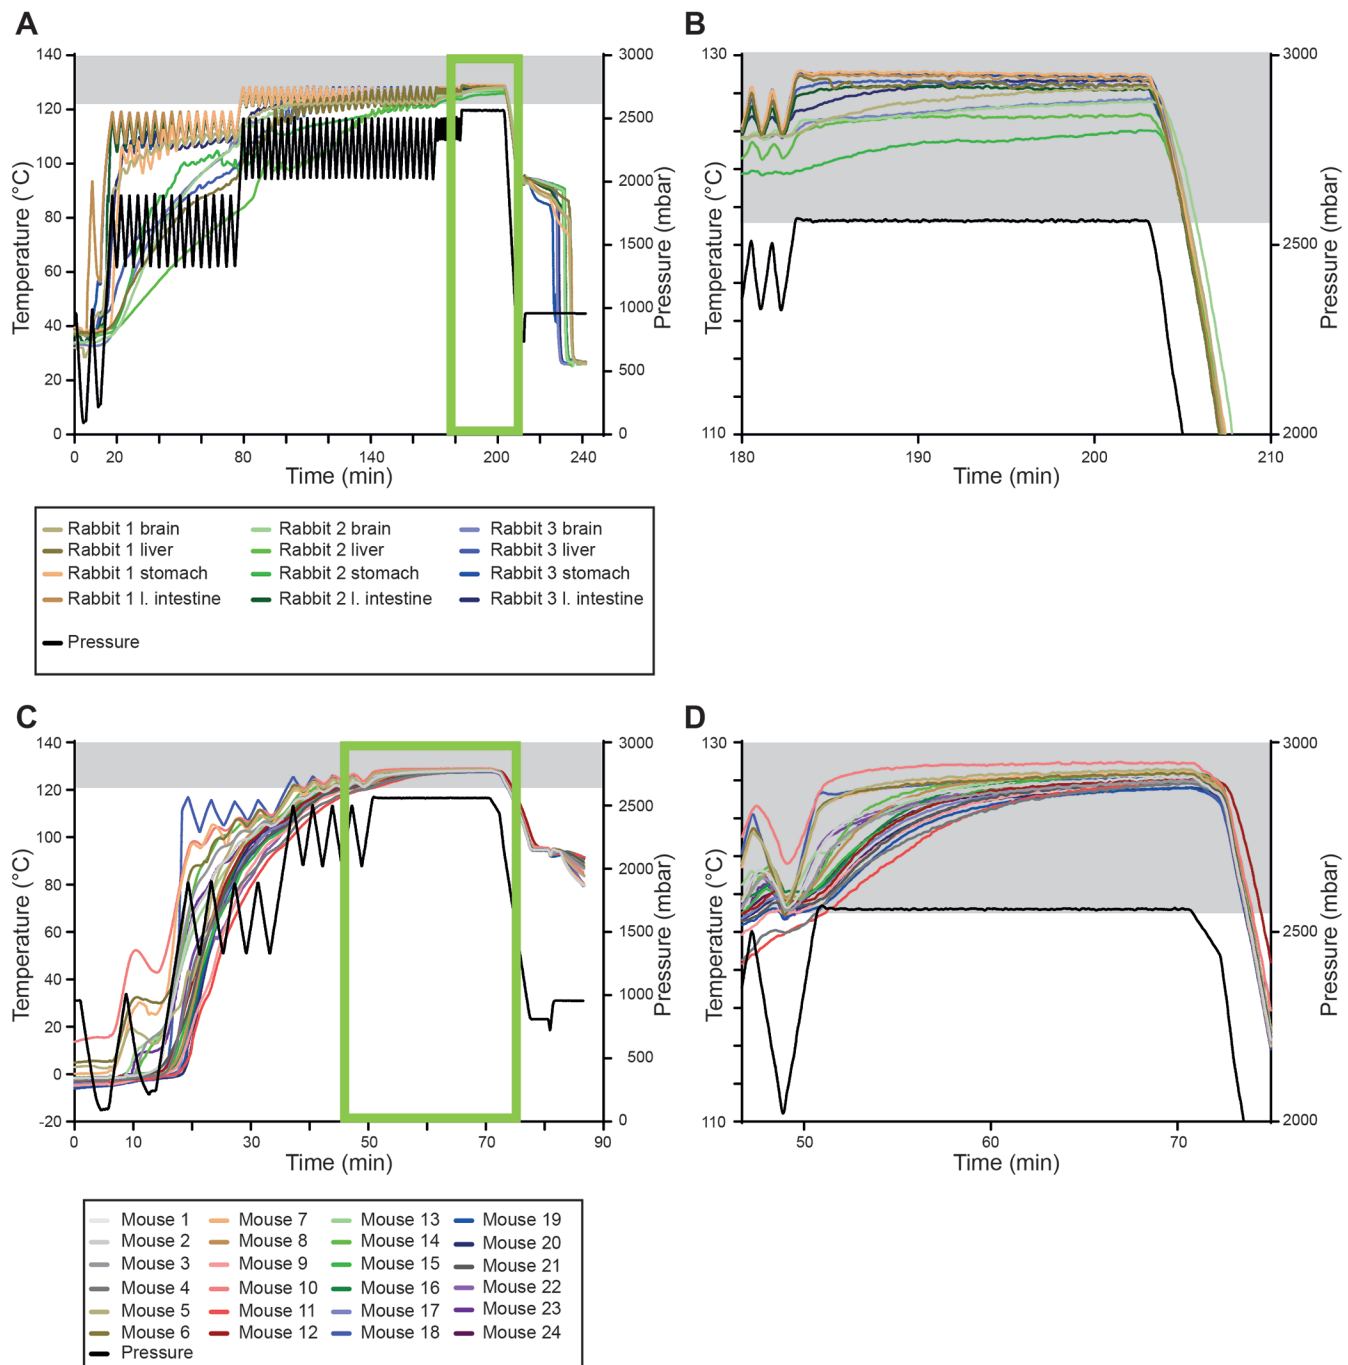 A
B
140
120
100
80
60
40
20
0
Temperature (°C)
3000
2500
2000
1500
1000
500
0
Pressure (mbar)
0 20 80 140 200 240
Time (min)
130
110
Temperature (°C)
3000
2500
2000
Pressure (mbar)
180 190 200 210
Time (min)
Rabbit 1 brain Rabbit 2 brain Rabbit 3 brain
Rabbit 1 liver Rabbit 2 liver Rabbit 3 liver
Rabbit 1 stomach Rabbit 2 stomach Rabbit 3 stomach
Rabbit 1 l. intestine Rabbit 2 l. intestine Rabbit 3 l. intestine
Pressure
C
D
140
120
100
80
60
40
20
0
-20
Temperature (°C)
3000
2500
2000
1500
1000
500
0
Pressure (mbar)
0 10 30 50 70 90
Time (min)
130
110
Temperature (°C)
3000
2500
2000
Pressure (mbar)
50 60 70
Time (min)
Mouse 1 Mouse 7 Mouse 13 Mouse 19
Mouse 2 Mouse 8 Mouse 14 Mouse 20
Mouse 3 Mouse 9 Mouse 15 Mouse 21
Mouse 4 Mouse 10 Mouse 16 Mouse 22
Mouse 5 Mouse 11 Mouse 17 Mouse 23
Mouse 6 Mouse 12 Mouse 18 Mouse 24
Pressure